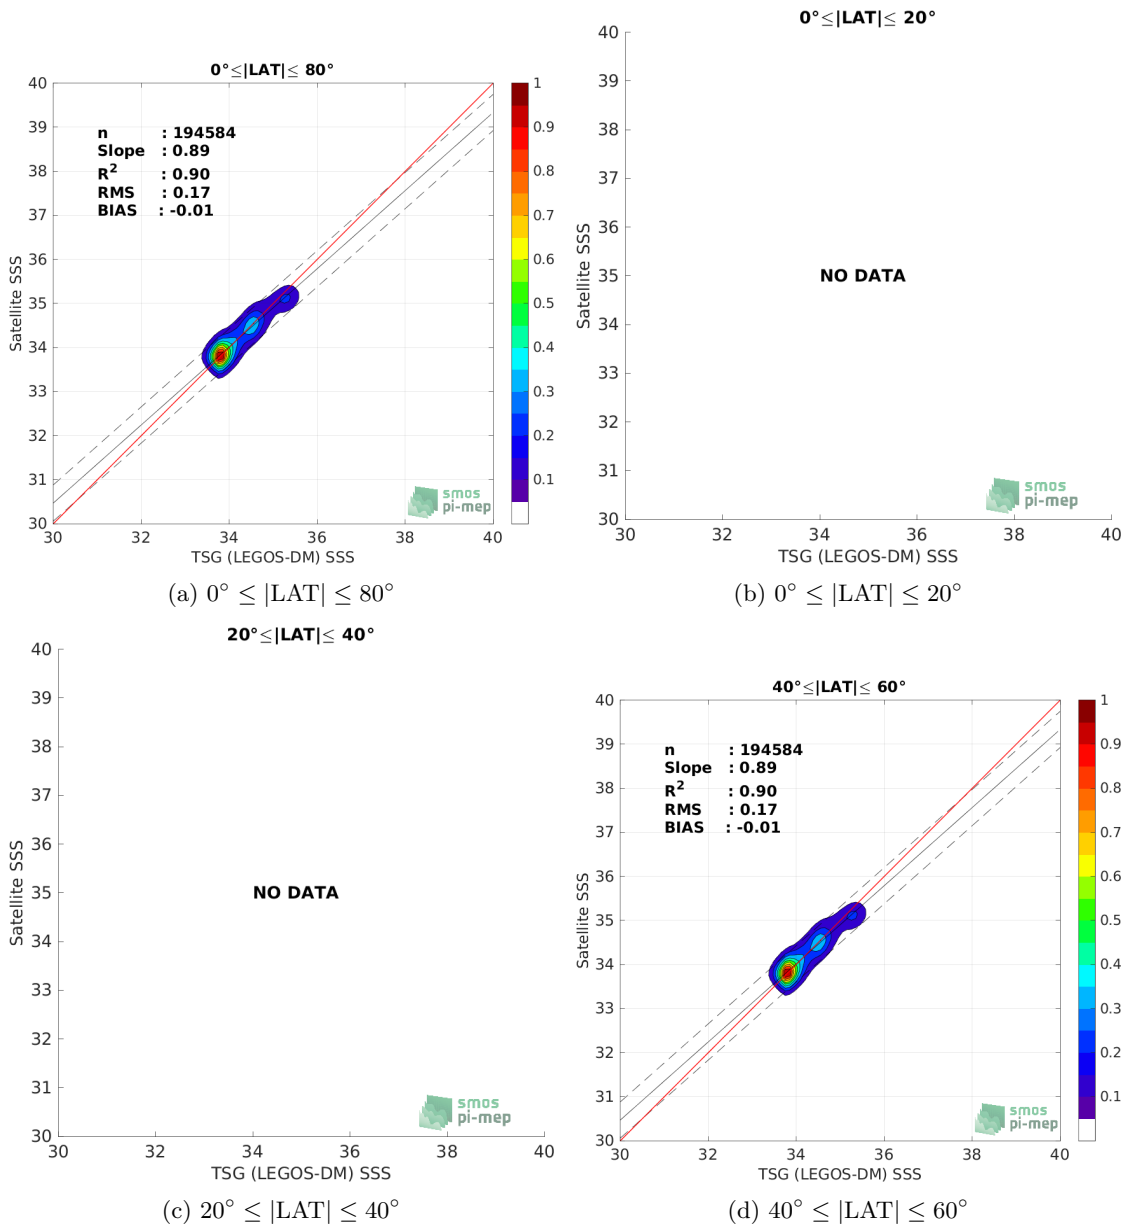 0°≤|LAT|≤ 80°
40
39
38
37
36
35
34
33
32
31
30
Satellite SSS
n : 194584
Slope : 0.89
R² : 0.90
RMS : 0.17
BIAS : -0.01
smos
pi-mep
30 32 34 36 38 40
TSG (LEGOS-DM) SSS
1
0.9
0.8
0.7
0.6
0.5
0.4
0.3
0.2
0.1
(a) 0° ≤ |LAT| ≤ 80°
0°≤|LAT|≤ 20°
40
39
38
37
36
35
34
33
32
31
30
Satellite SSS
NO DATA
smos
pi-mep
30 32 34 36 38 40
TSG (LEGOS-DM) SSS
(b) 0° ≤ |LAT| ≤ 20°
20°≤|LAT|≤ 40°
40
39
38
37
36
35
34
33
32
31
30
Satellite SSS
NO DATA
smos
pi-mep
30 32 34 36 38 40
TSG (LEGOS-DM) SSS
(c) 20° ≤ |LAT| ≤ 40°
40°≤|LAT|≤ 60°
40
39
38
37
36
35
34
33
32
31
30
Satellite SSS
n : 194584
Slope : 0.89
R² : 0.90
RMS : 0.17
BIAS : -0.01
smos
pi-mep
30 32 34 36 38 40
TSG (LEGOS-DM) SSS
1
0.9
0.8
0.7
0.6
0.5
0.4
0.3
0.2
0.1
(d) 40° ≤ |LAT| ≤ 60°